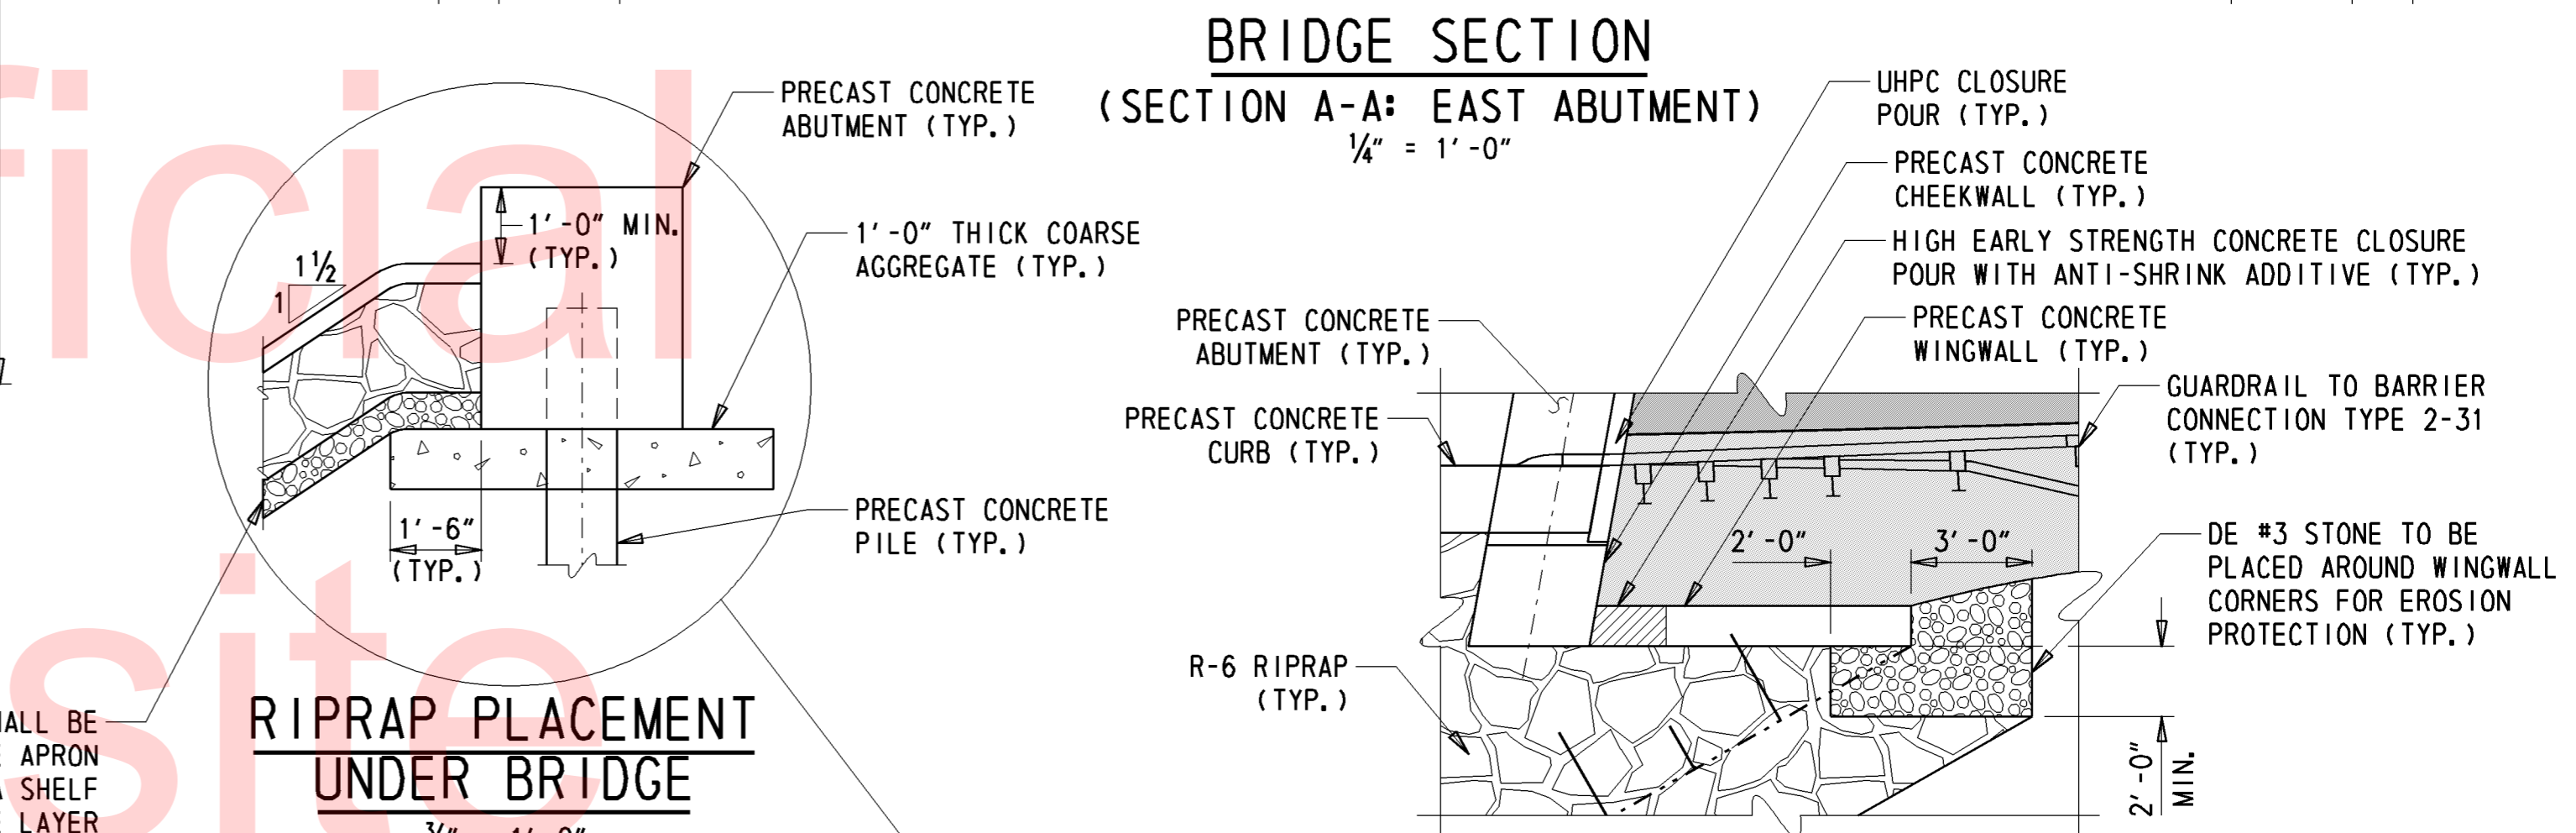 BRIDGE SECTION
(SECTION A-A: EAST ABUTMENT)
¼" = 1'-0"
PRECAST CONCRETE
ABUTMENT (TYP.)
1'-0" MIN.
(TYP.)
1'-0" THICK COARSE
AGGREGATE (TYP.)
1½
1
1'-6"
(TYP.)
PRECAST CONCRETE
PILE (TYP.)
RIPRAP PLACEMENT
UNDER BRIDGE
HALL BE
APRON
SHELF
LAYER
UHPC CLOSURE
POUR (TYP.)
PRECAST CONCRETE
CHEEKWALL (TYP.)
HIGH EARLY STRENGTH CONCRETE CLOSURE
POUR WITH ANTI-SHRINK ADDITIVE (TYP.)
PRECAST CONCRETE
WINGWALL (TYP.)
PRECAST CONCRETE
ABUTMENT (TYP.)
PRECAST CONCRETE
CURB (TYP.)
GUARDRAIL TO BARRIER
CONNECTION TYPE 2-31
(TYP.)
2'-0"
3'-0"
DE #3 STONE TO BE
PLACED AROUND WINGWALL
CORNERS FOR EROSION
PROTECTION (TYP.)
R-6 RIPRAP
(TYP.)
2'-0"
MIN.
ficial
site